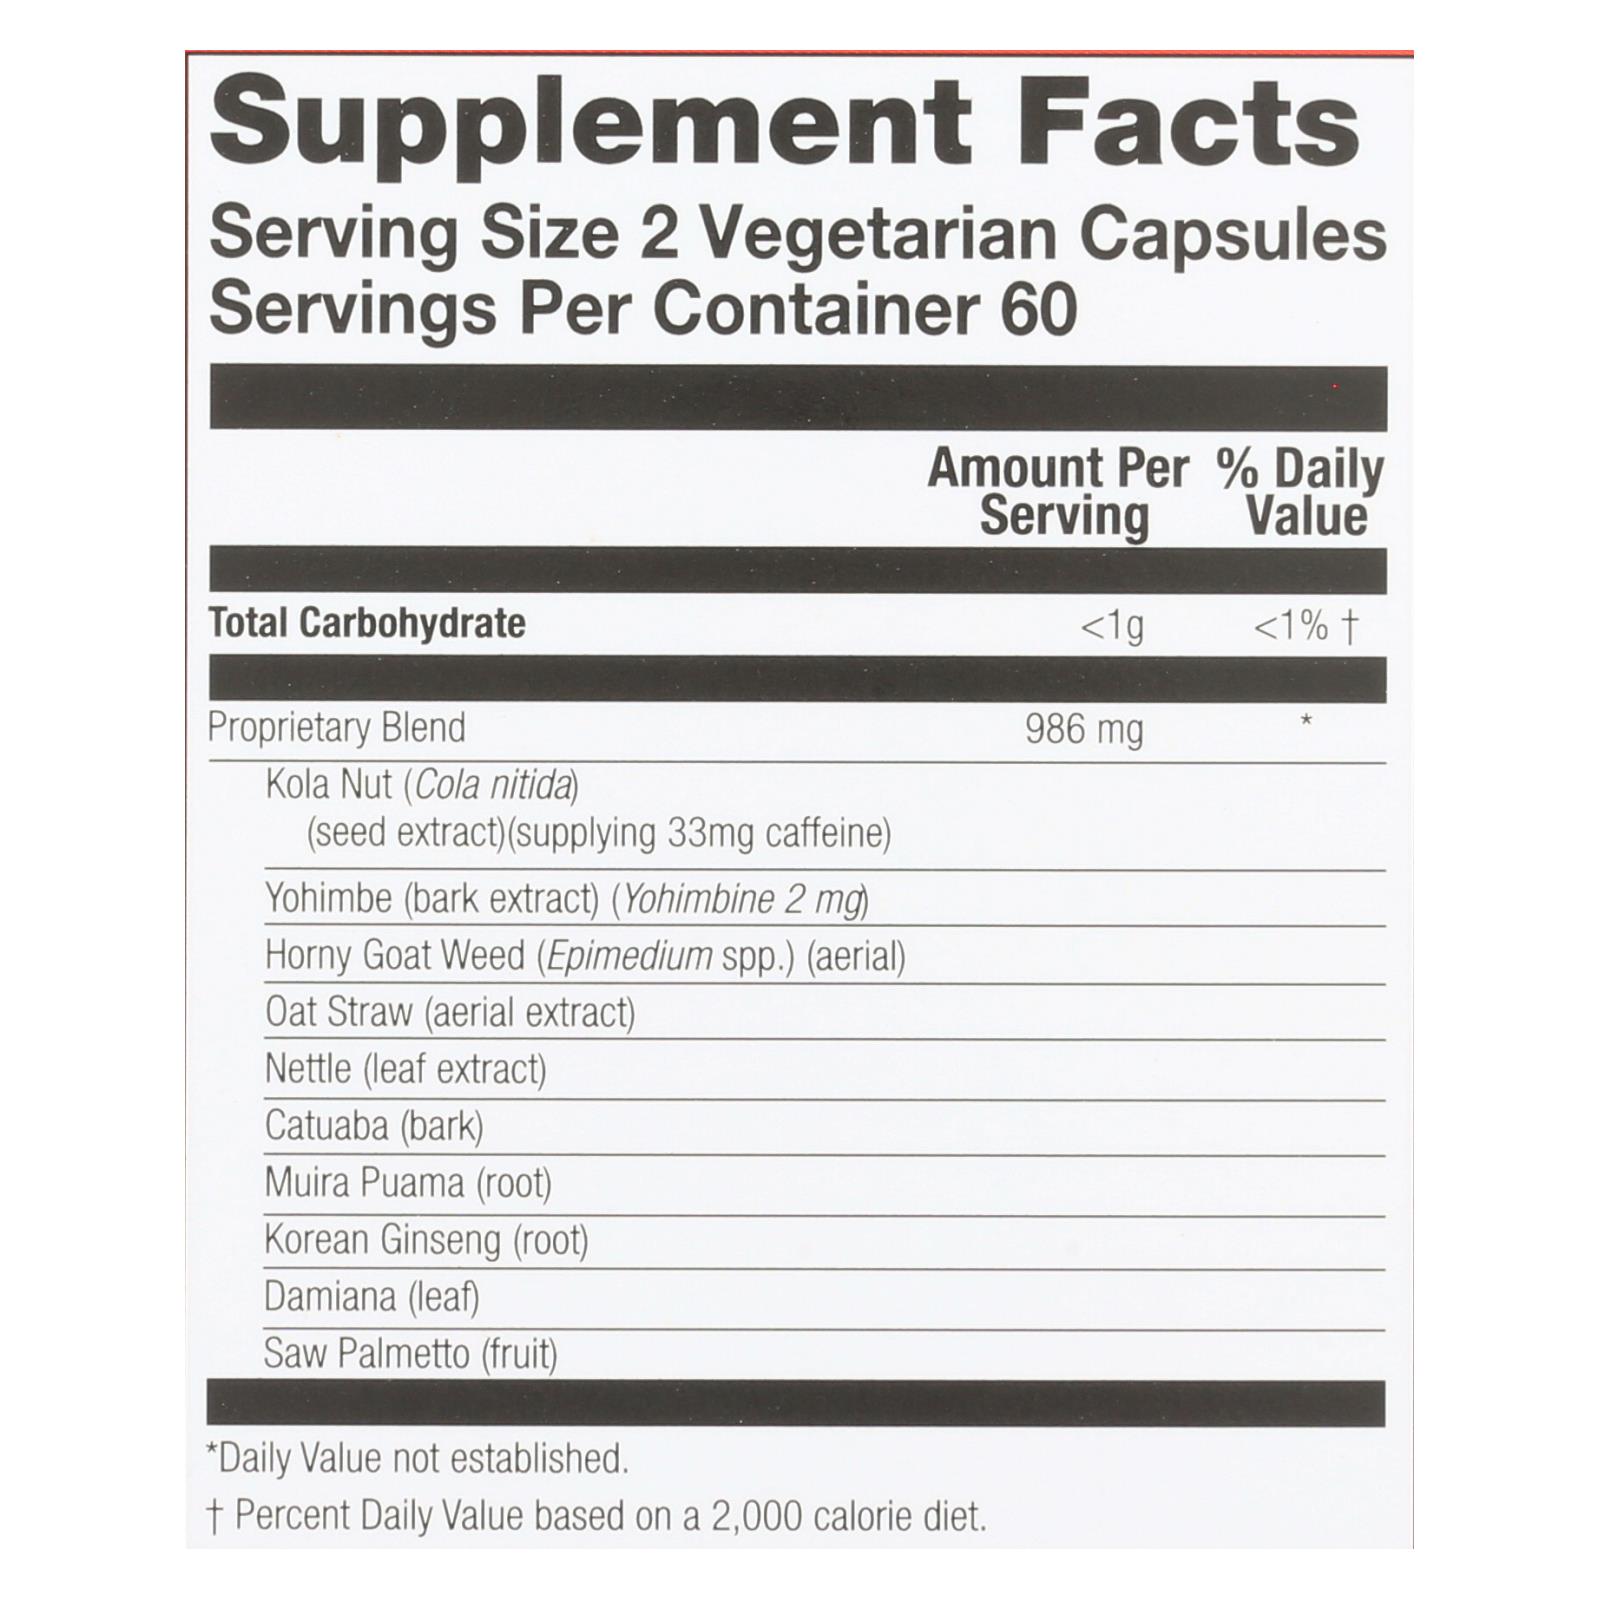 Supplement Facts
Serving Size 2 Vegetarian Capsules
Servings Per Container 60
Amount Per % Daily
Serving Value
Total Carbohydrate <1g <1% †
Proprietary Blend 986 mg *
Kola Nut (Cola nitida)
(seed extract)(supplying 33mg caffeine)
Yohimbe (bark extract) (Yohimbine 2 mg)
Horny Goat Weed (Epimedium spp.) (aerial)
Oat Straw (aerial extract)
Nettle (leaf extract)
Catuaba (bark)
Muira Puama (root)
Korean Ginseng (root)
Damiana (leaf)
Saw Palmetto (fruit)
*Daily Value not established.
† Percent Daily Value based on a 2,000 calorie diet.